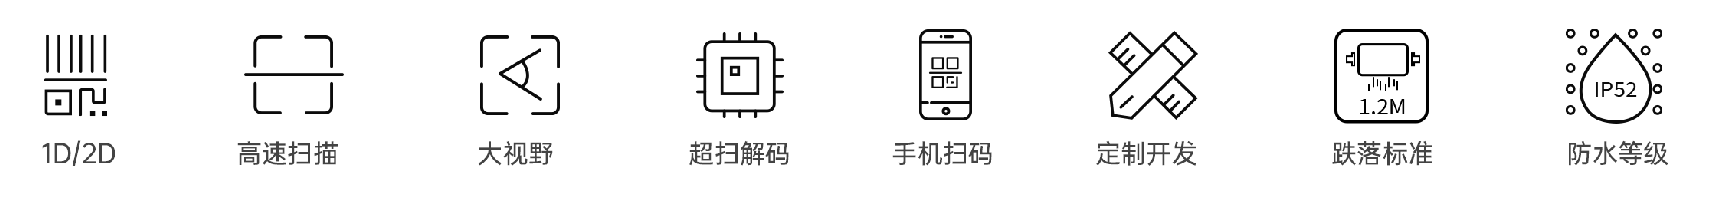 1.2M
IP52
1D/2D
高速扫描
大视野
超扫解码
手机扫码
定制开发
跌落标准
防水等级